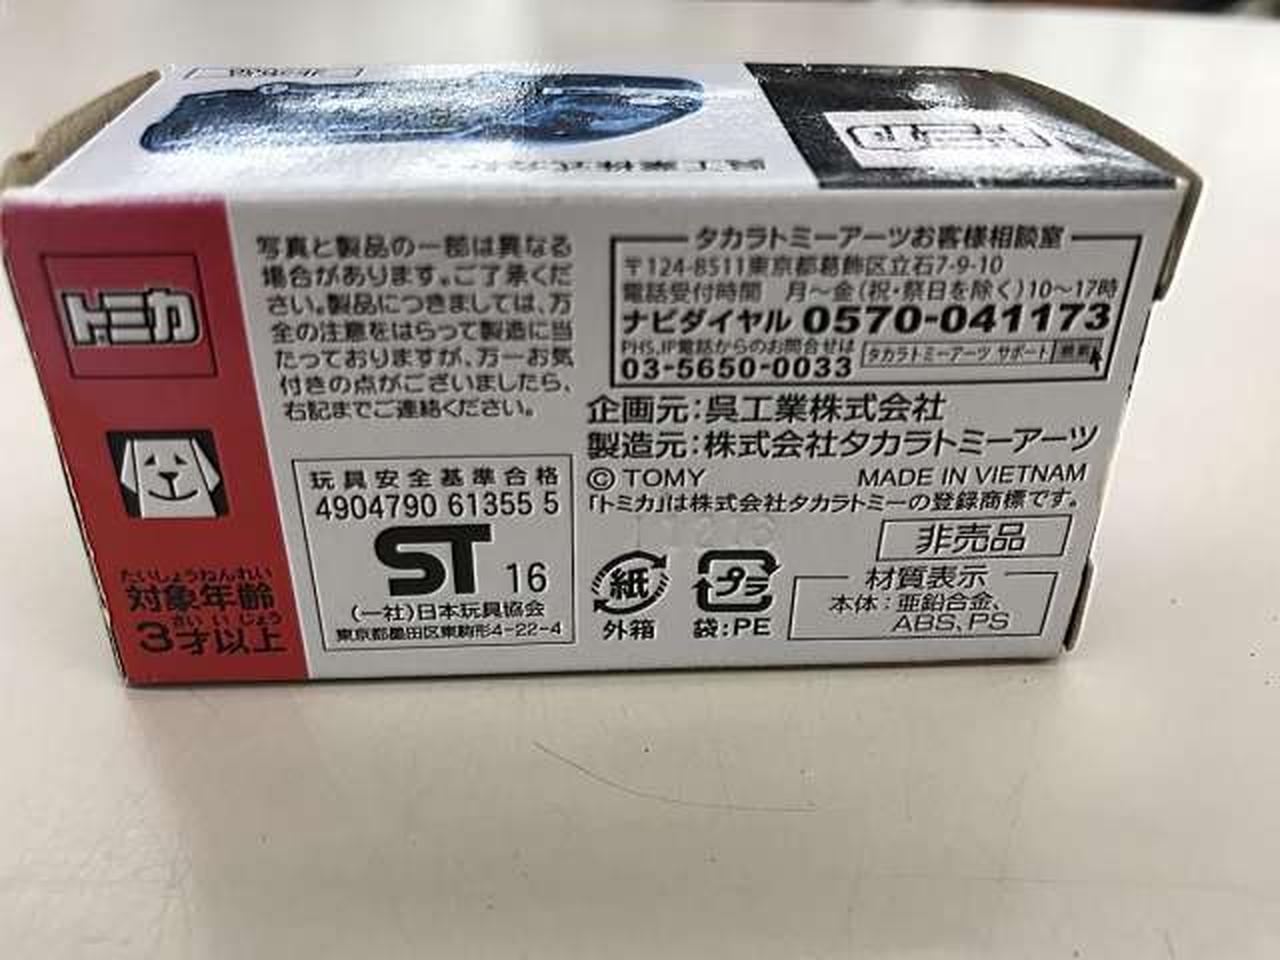 呉工業株式会社
トミカ
トミカ
対象年齢
たいしょうねんれい
3才以上
さい いじょう
写真と製品の一部は異なる
場合があります。ご了承くだ
さい。製品につきましては、万
全の注意をはらって製造に当
たっておりますが、万一お気
付きの点がございましたら、
右記までご連絡ください。
玩具安全基準合格
4904790 61355 5
ST 16
(一社)日本玩具協会
東京都墨田区東駒形4-22-4
タカラトミーアーツお客様相談室
〒124-8511東京都葛飾区立石7-9-10
電話受付時間 月～金(祝・祭日を除く)10～17時
ナビダイヤル 0570-041173
PHS、IP電話からのお問合せは
03-5650-0033
タカラトミーアーツ サポート 検索
企画元：呉工業株式会社
製造元：株式会社タカラトミーアーツ
© TOMY MADE IN VIETNAM
「トミカ」は株式会社タカラトミーの登録商標です。
非売品
紙
外箱
プラ
袋：PE
材質表示
本体：亜鉛合金、
ABS、PS